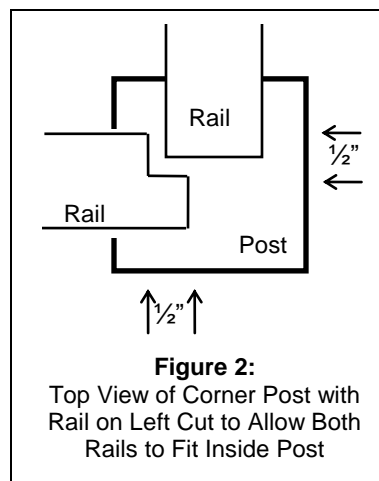 Rail
½”
Rail
Post
½”
Figure 2:
Top View of Corner Post with
Rail on Left Cut to Allow Both
Rails to Fit Inside Post